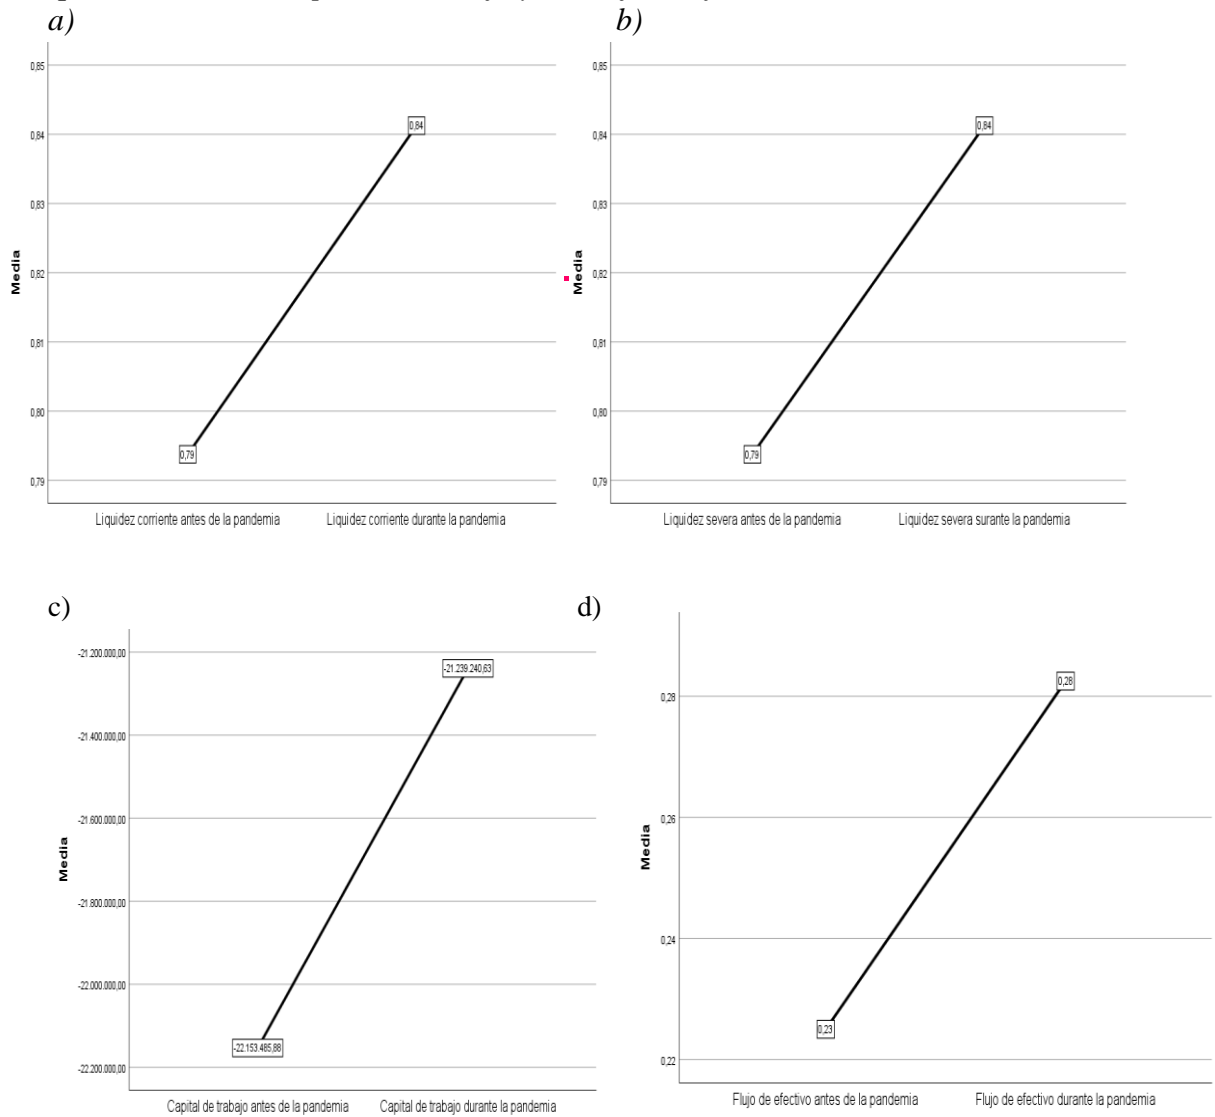 a)
b)
0,85
0,84
0,83
0,82
0,81
0,80
0,79
Media
0,84
0,79
Liquidez corriente antes de la pandemia
Liquidez corriente durante la pandemia
0,85
0,84
0,83
0,82
0,81
0,80
0,79
Media
0,84
0,79
Liquidez severa antes de la pandemia
Liquidez severa surante la pandemia
c)
d)
-21.200.000,00
-21.400.000,00
-21.600.000,00
-21.800.000,00
-22.000.000,00
-22.200.000,00
Media
-21.239.240,63
-22.153.485,88
Capital de trabajo antes de la pandemia
Capital de trabajo durante la pandemia
0,28
0,26
0,24
0,22
Media
0,28
0,23
Flujo de efectivo antes de la pandemia
Flujo de efectivo durante la pandemia